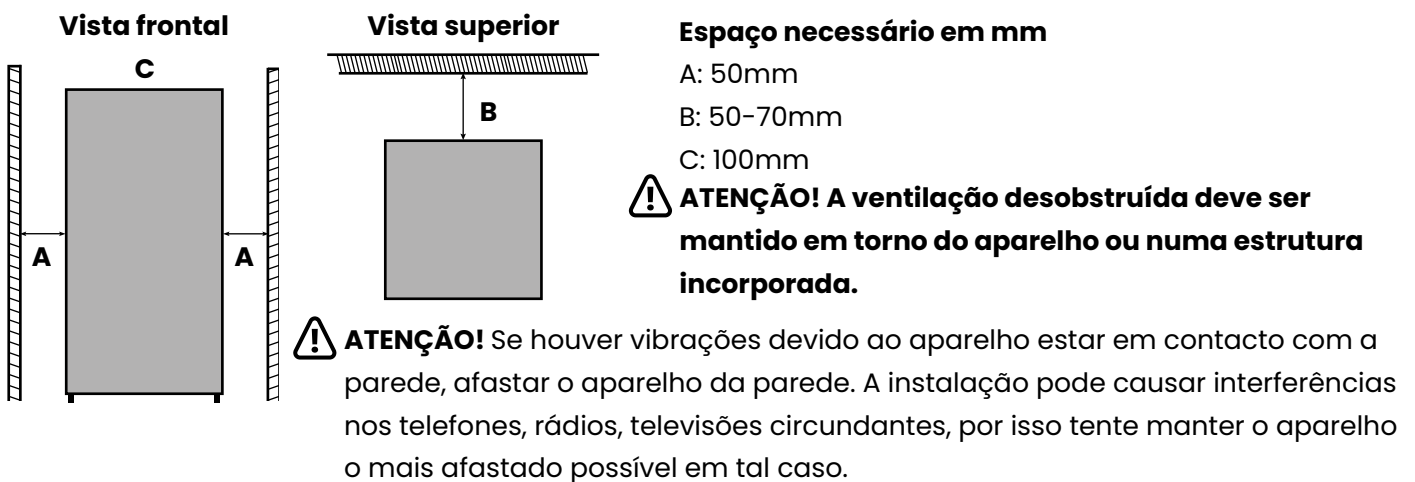 Vista frontal
C
A
A
Vista superior
B
Espaço necessário em mm
A: 50mm
B: 50-70mm
C: 100mm
ATENÇÃO! A ventilação desobstruída deve ser
mantido em torno do aparelho ou numa estrutura
incorporada.
ATENÇÃO! Se houver vibrações devido ao aparelho estar em contacto com a
parede, afastar o aparelho da parede. A instalação pode causar interferências
nos telefones, rádios, televisões circundantes, por isso tente manter o aparelho
o mais afastado possível em tal caso.